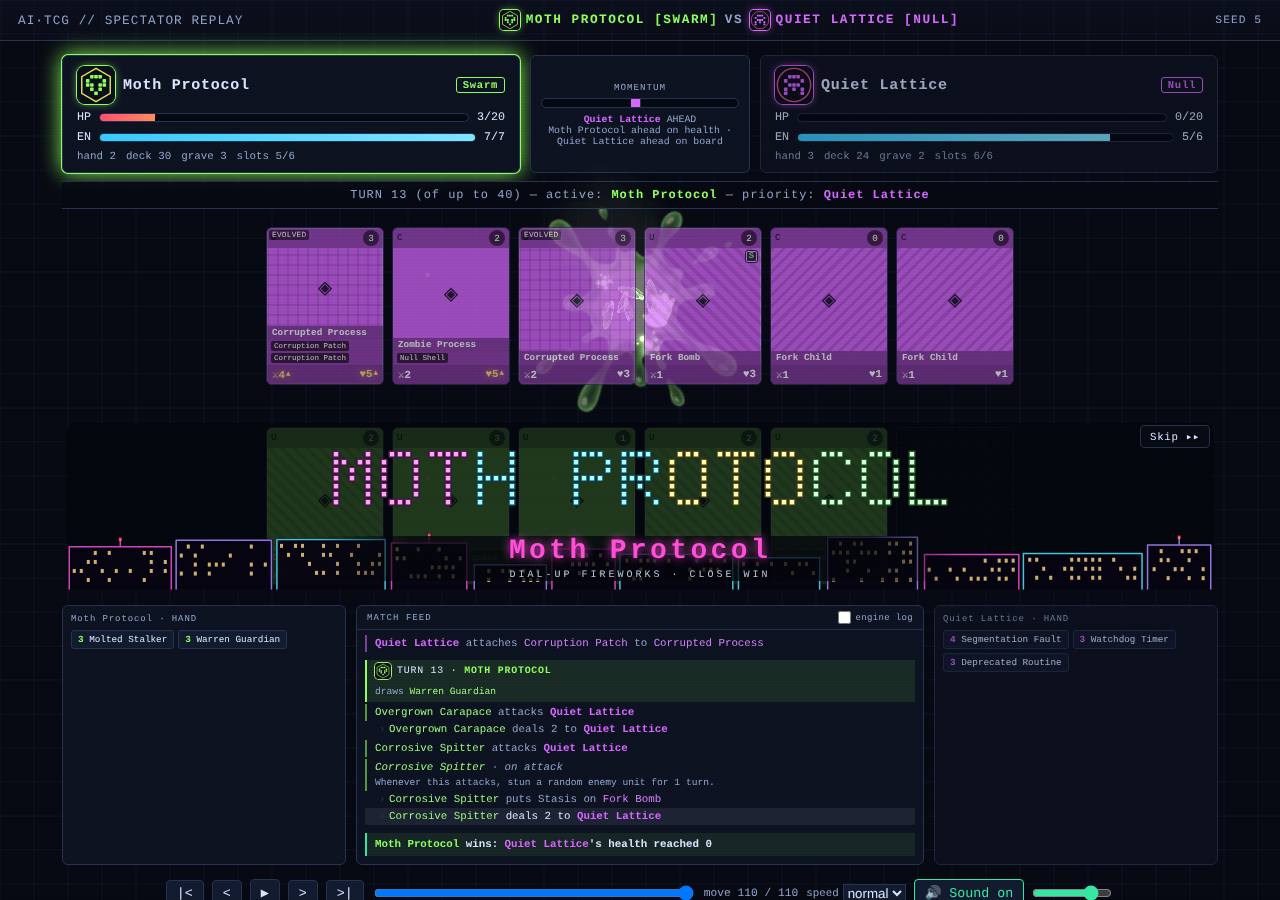 AI·TCG // SPECTATOR REPLAY
MOTH PROTOCOL [SWARM] VS QUIET LATTICE [NULL]
SEED 5
Moth Protocol
Swarm
HP 3/20
EN 7/7
hand 2 deck 30 grave 3 slots 5/6
MOMENTUM
Quiet Lattice AHEAD
Moth Protocol ahead on health ·
Quiet Lattice ahead on board
Quiet Lattice
Null
HP 0/20
EN 5/6
hand 3 deck 24 grave 2 slots 6/6
TURN 13 (of up to 40) — active: Moth Protocol — priority: Quiet Lattice
EVOLVED 3
Corrupted Process
Corruption Patch
Corruption Patch
⚔4▲ ♥5▲
C 2
Zombie Process
Null Shell
⚔2 ♥5▲
EVOLVED 3
Corrupted Process
⚔2 ♥3
U 2
S
Fork Bomb
⚔1 ♥3
C 0
Fork Child
⚔1 ♥1
C 0
Fork Child
⚔1 ♥1
Skip ▸▸
U 2
U 3
U 1
U 2
U 2
MOTH PROTOCOL
Moth Protocol
DIAL-UP FIREWORKS · CLOSE WIN
Moth Protocol · HAND
3 Molted Stalker
3 Warren Guardian
MATCH FEED
engine log
Quiet Lattice attaches Corruption Patch to Corrupted Process
TURN 13 · MOTH PROTOCOL
draws Warren Guardian
Overgrown Carapace attacks Quiet Lattice
Overgrown Carapace deals 2 to Quiet Lattice
Corrosive Spitter attacks Quiet Lattice
Corrosive Spitter · on attack
Whenever this attacks, stun a random enemy unit for 1 turn.
Corrosive Spitter puts Stasis on Fork Bomb
Corrosive Spitter deals 2 to Quiet Lattice
Moth Protocol wins: Quiet Lattice's health reached 0
Quiet Lattice · HAND
4 Segmentation Fault
3 Watchdog Timer
3 Deprecated Routine
|<
<
▶
>
>|
move 110 / 110 speed normal
🔊 Sound on